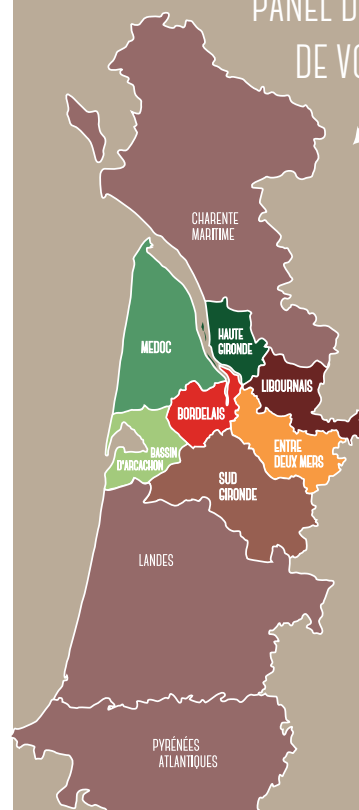 PANEL D
DE VO
CHARENTE
MARITIME
MEDOC
HAUTE
GIRONDE
LIBOURNAIS
BORDELAIS
BASSIN
D'ARCACHON
ENTRE
DEUX MERS
SUD
GIRONDE
LANDES
PYRÉNÉES
ATLANTIQUES